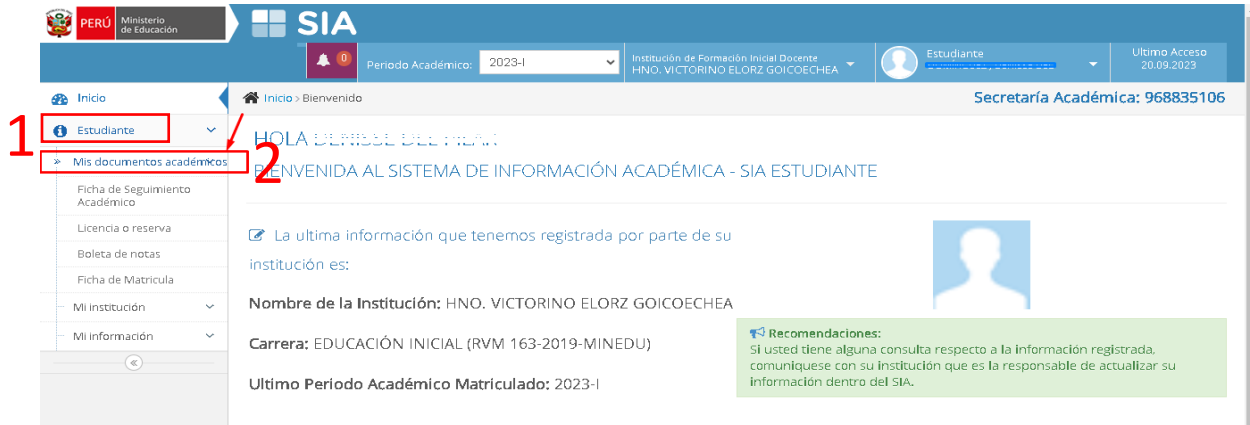 PERÚ
Ministerio
de Educación
SIA
0
Periodo Académico:
2023-I
Institución de Formación Inicial Docente
HNO. VICTORINO ELORZ GOICOECHEA
Estudiante
Ultimo Acceso
20.09.2023
Inicio
Inicio > Bienvenido
Secretaría Académica: 968835106
1
Estudiante
2
Mis documentos académicos
HOLA
BIENVENIDA AL SISTEMA DE INFORMACIÓN ACADÉMICA - SIA ESTUDIANTE
Ficha de Seguimiento
Académico
Licencia o reserva
Boleta de notas
Ficha de Matricula
Mi institución
Mi información
La ultima información que tenemos registrada por parte de su
institución es:
Nombre de la Institución: HNO. VICTORINO ELORZ GOICOECHEA
Carrera: EDUCACIÓN INICIAL (RVM 163-2019-MINEDU)
Ultimo Periodo Académico Matriculado: 2023-I
Recomendaciones:
Si usted tiene alguna consulta respecto a la información registrada,
comuniquese con su institución que es la responsable de actualizar su
información dentro del SIA.